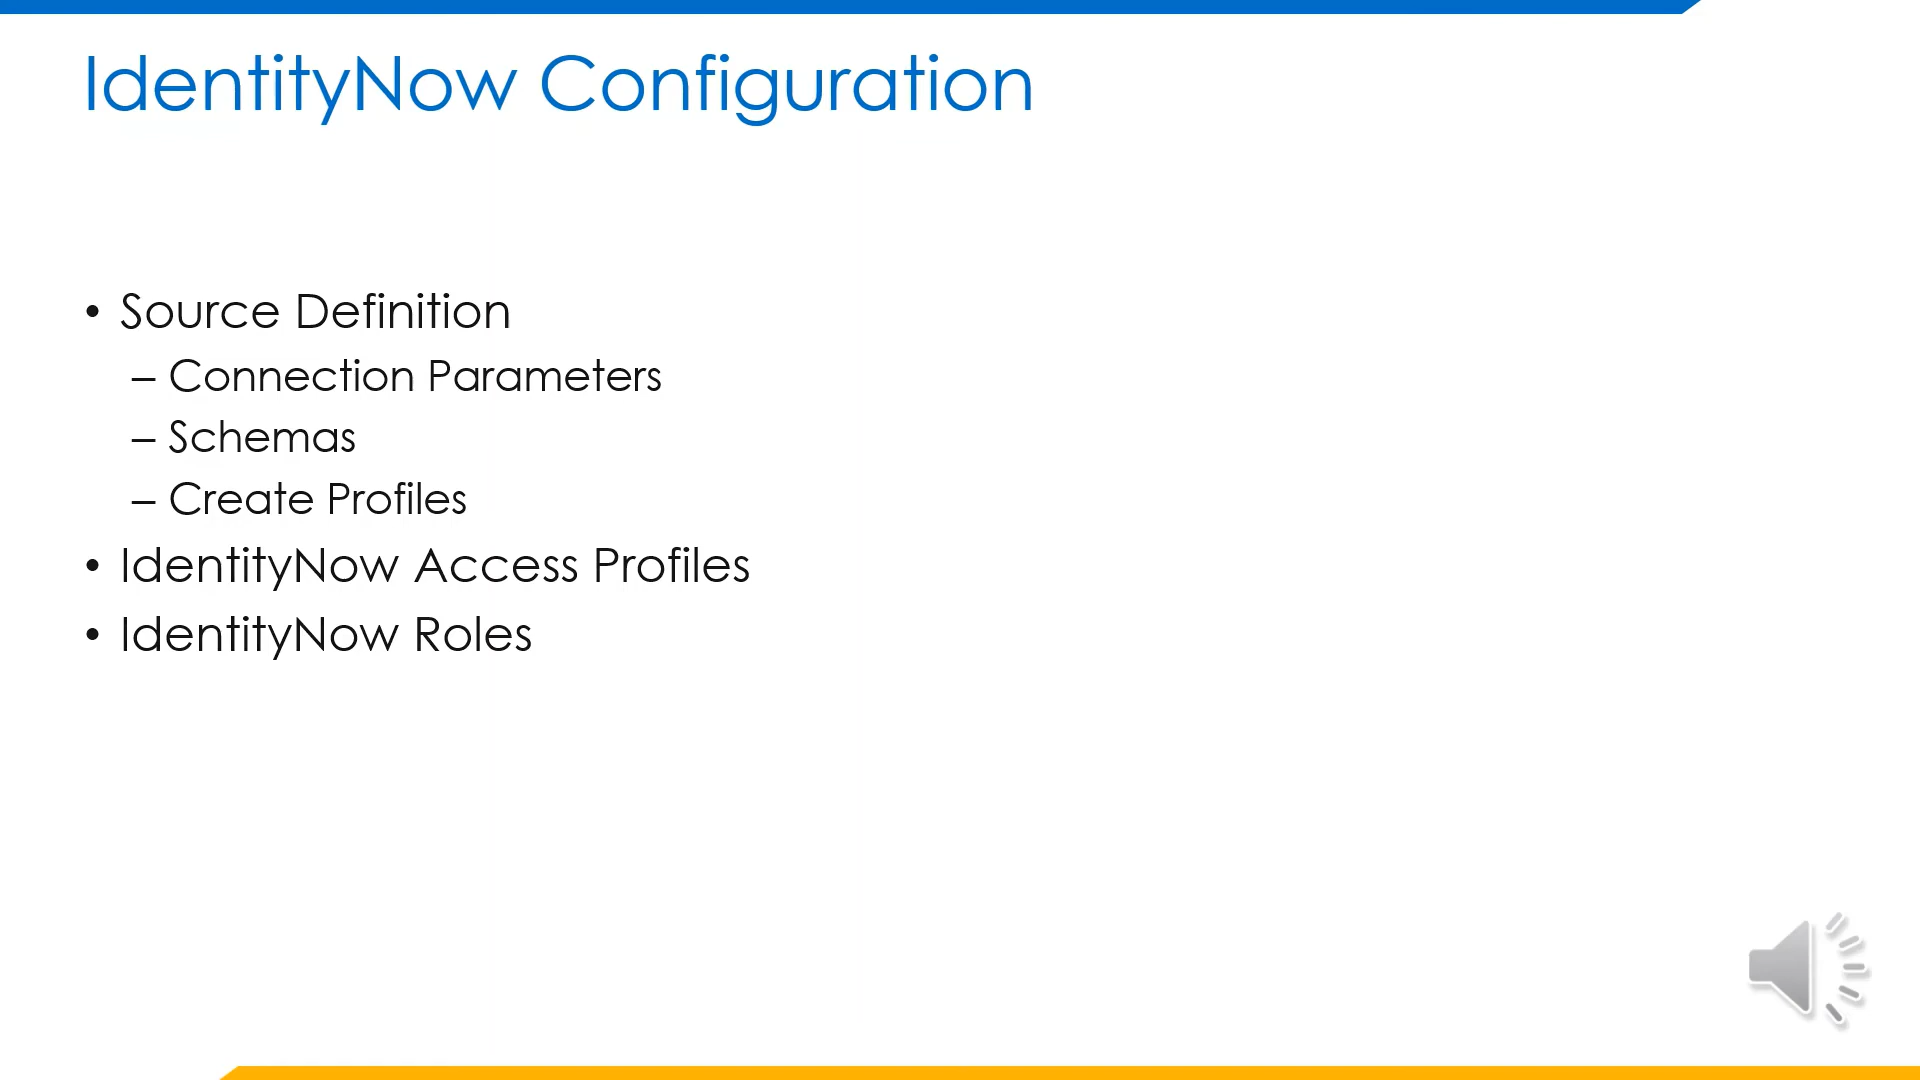 IdentityNow Configuration
• Source Definition
– Connection Parameters
– Schemas
– Create Profiles
• IdentityNow Access Profiles
• IdentityNow Roles